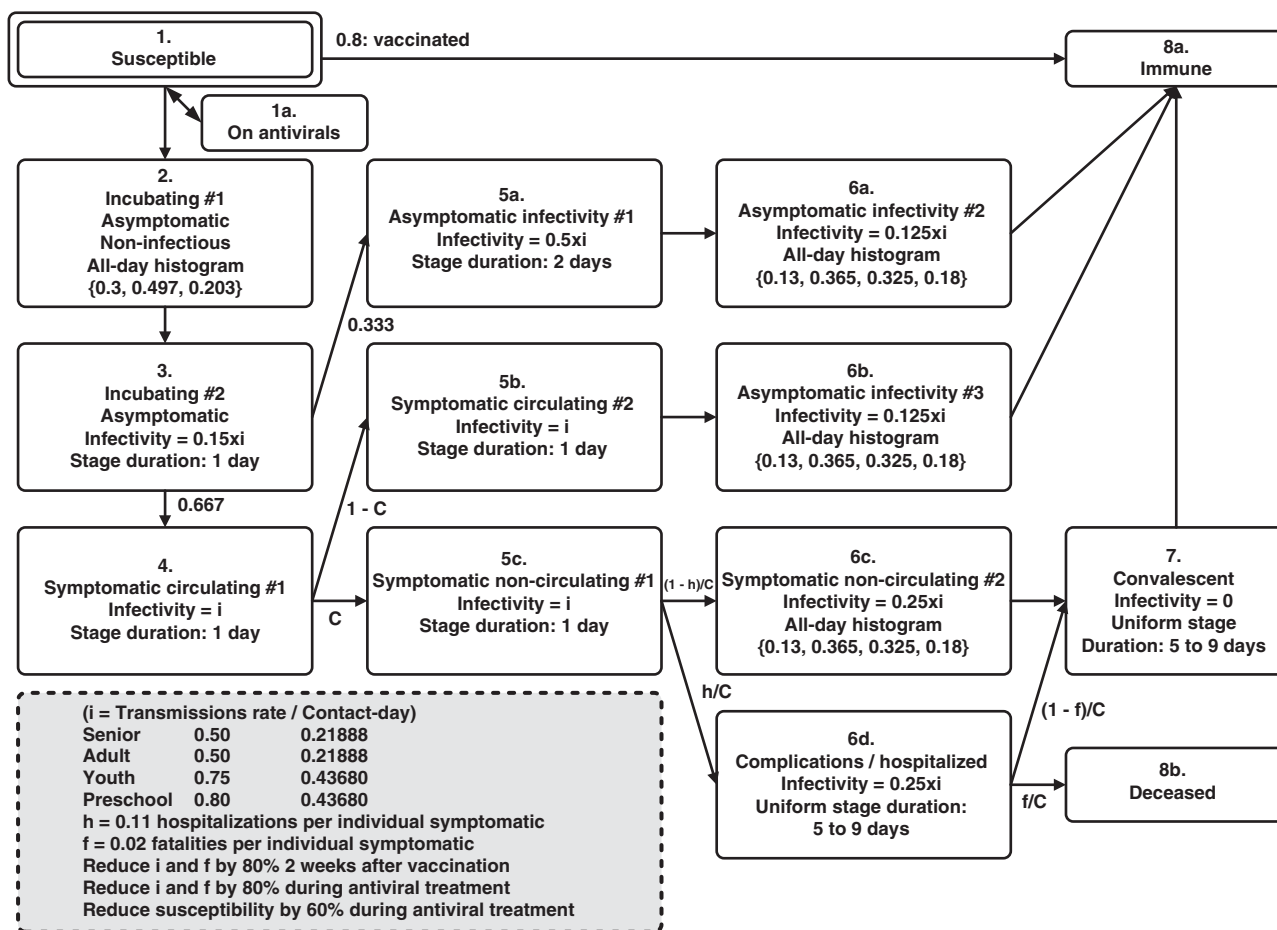 1.
Susceptible
0.8: vaccinated
8a.
Immune
1a.
On antivirals
2.
Incubating #1
Asymptomatic
Non-infectious
All-day histogram
{0.3, 0.497, 0.203}
5a.
Asymptomatic infectivity #1
Infectivity = 0.5xi
Stage duration: 2 days
6a.
Asymptomatic infectivity #2
Infectivity = 0.125xi
All-day histogram
{0.13, 0.365, 0.325, 0.18}
0.333
3.
Incubating #2
Asymptomatic
Infectivity = 0.15xi
Stage duration: 1 day
5b.
Symptomatic circulating #2
Infectivity = i
Stage duration: 1 day
6b.
Asymptomatic infectivity #3
Infectivity = 0.125xi
All-day histogram
{0.13, 0.365, 0.325, 0.18}
0.667
1 - C
4.
Symptomatic circulating #1
Infectivity = i
Stage duration: 1 day
C
5c.
Symptomatic non-circulating #1
Infectivity = i
Stage duration: 1 day
(1 - h)/C
6c.
Symptomatic non-circulating #2
Infectivity = 0.25xi
All-day histogram
{0.13, 0.365, 0.325, 0.18}
7.
Convalescent
Infectivity = 0
Uniform stage
Duration: 5 to 9 days
h/C
(1 - f)/C
6d.
Complications / hospitalized
Infectivity = 0.25xi
Uniform stage duration:
5 to 9 days
f/C
8b.
Deceased
(i = Transmissions rate / Contact-day)
Senior 0.50 0.21888
Adult 0.50 0.21888
Youth 0.75 0.43680
Preschool 0.80 0.43680
h = 0.11 hospitalizations per individual symptomatic
f = 0.02 fatalities per individual symptomatic
Reduce i and f by 80% 2 weeks after vaccination
Reduce i and f by 80% during antiviral treatment
Reduce susceptibility by 60% during antiviral treatment